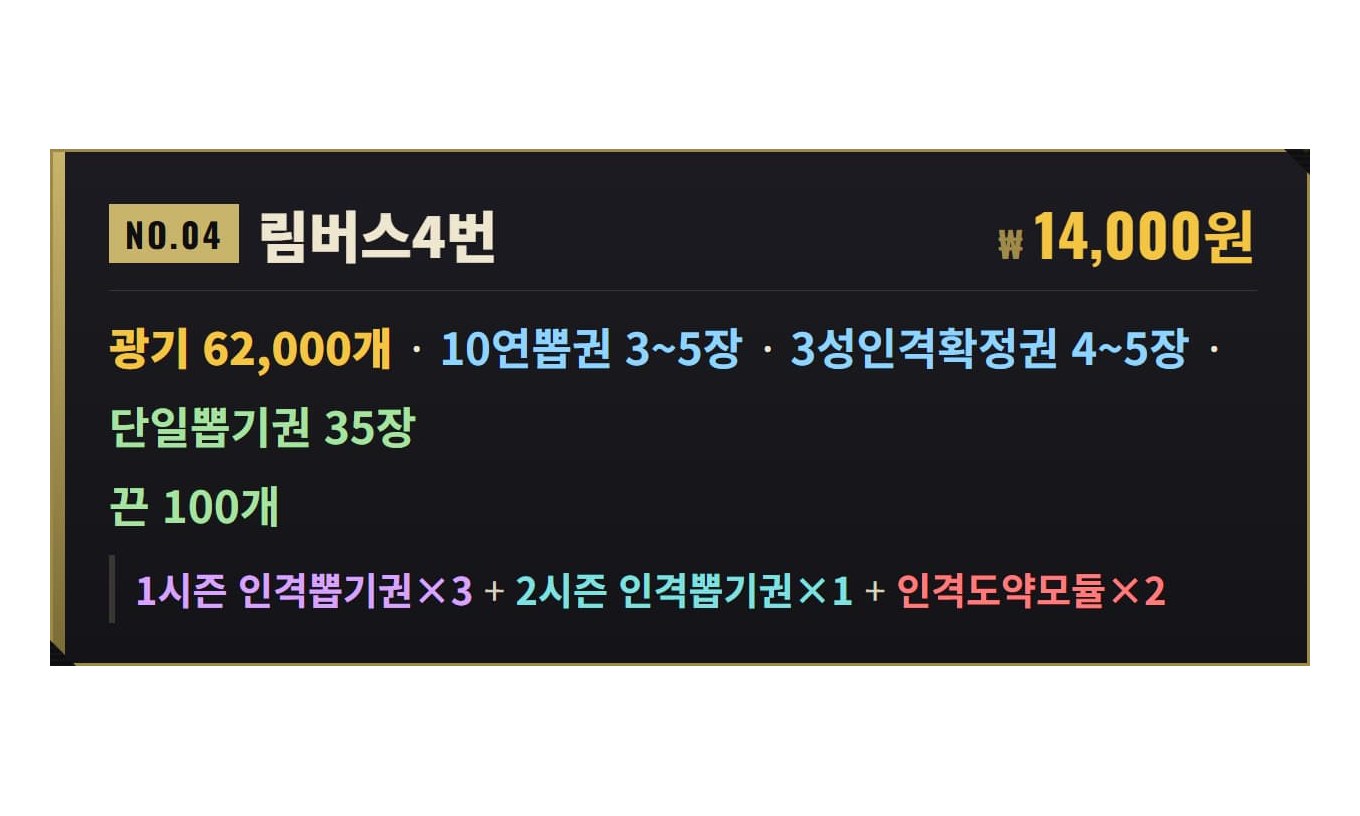 NO.04 림버스4번 ₩ 14,000원
광기 62,000개 · 10연뽑권 3~5장 · 3성인격확정권 4~5장 ·
단일뽑기권 35장
끈 100개
1시즌 인격뽑기권×3 + 2시즌 인격뽑기권×1 + 인격도약모듈×2